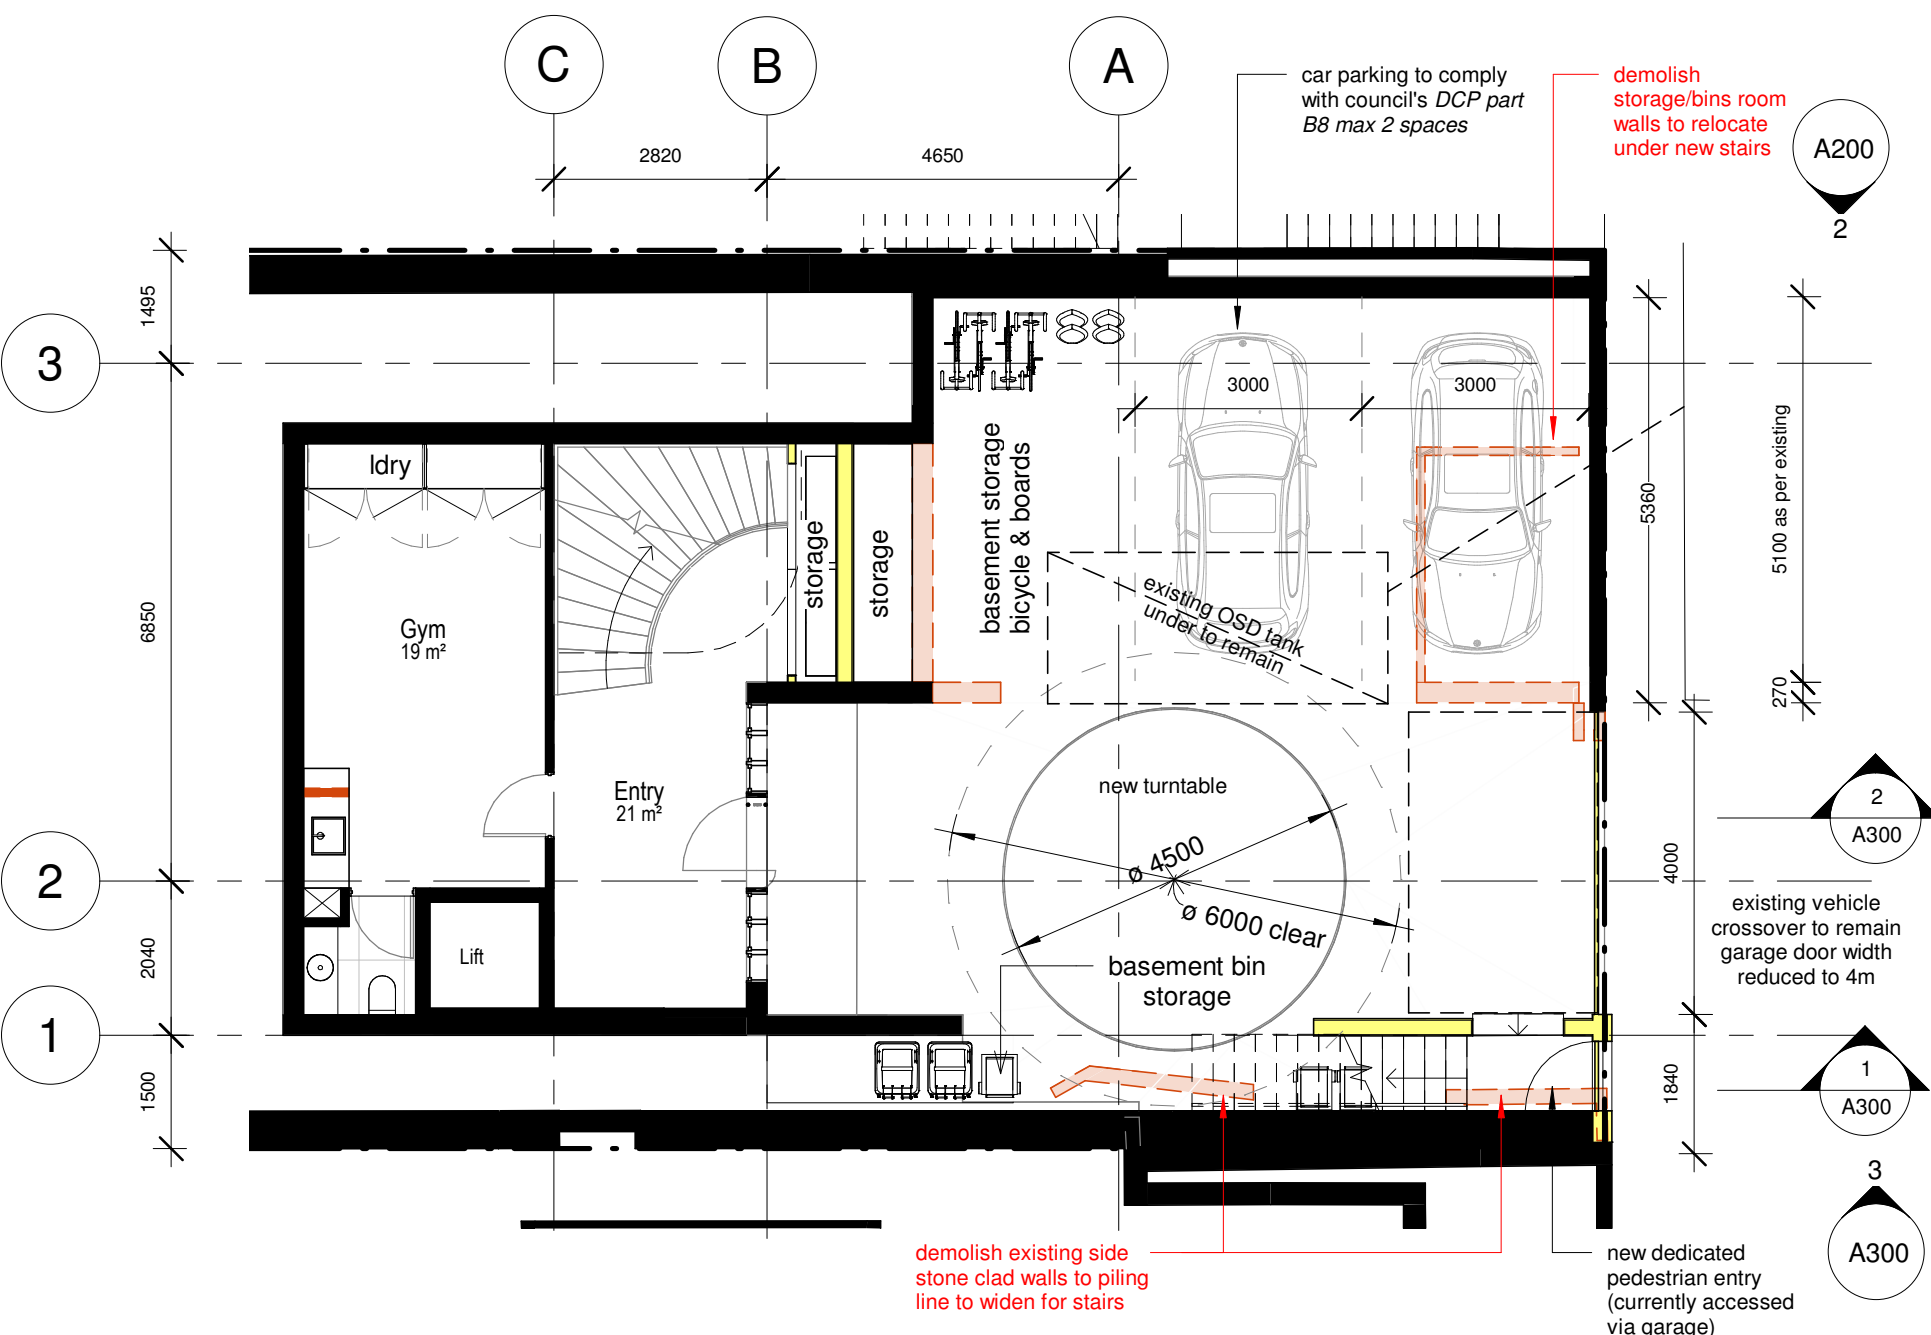 C
B
A
car parking to comply
with council's DCP part
B8 max 2 spaces
demolish
storage/bins room
walls to relocate
under new stairs
A200
2
2820
4650
1495
3
3000
3000
ldry
basement storage
bicycle & boards
storage
storage
5360
5100 as per existing
6850
Gym
19 m²
existing OSD tank
under to remain
270
Entry
21 m²
new turntable
ø 4500
ø 6000 clear
4000
2
A300
2
existing vehicle
crossover to remain
garage door width
reduced to 4m
2040
Lift
basement bin
storage
1
1500
1840
1
A300
3
A300
demolish existing side
stone clad walls to piling
line to widen for stairs
new dedicated
pedestrian entry
(currently accessed
via garage)